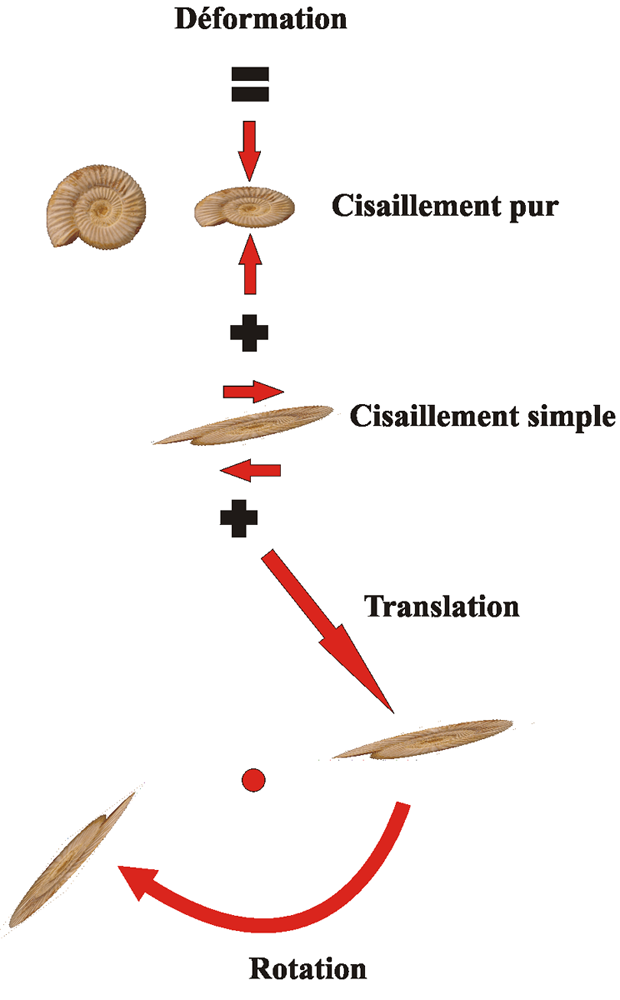 Déformation
=
Cisaillement pur
+
Cisaillement simple
+
Translation
Rotation